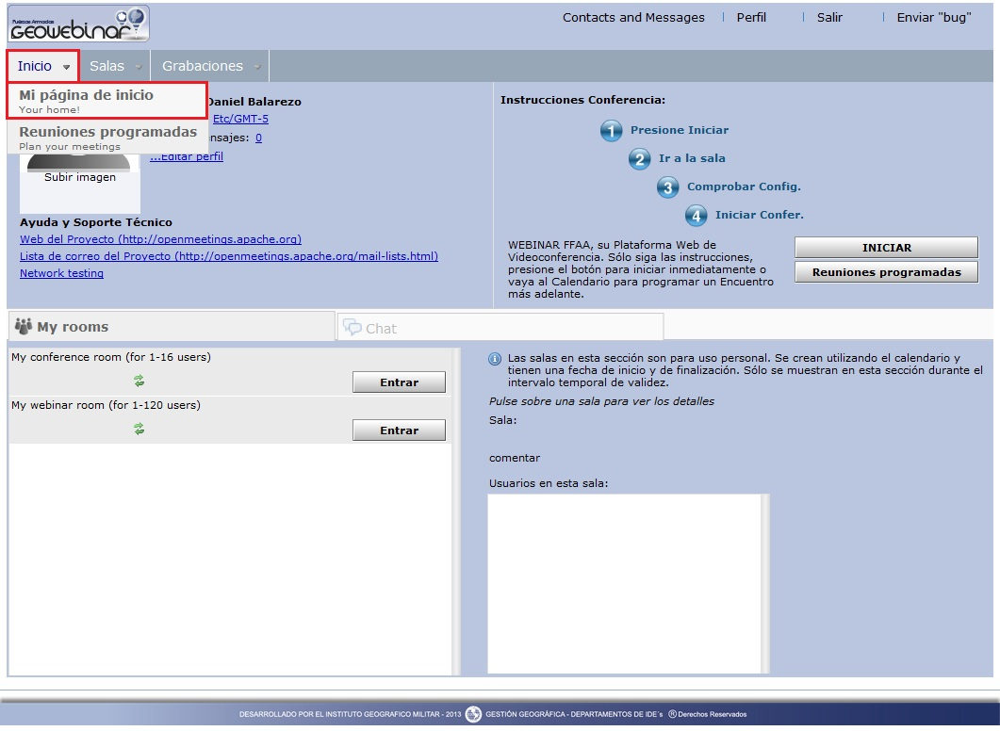 Fuerzas Armadas
GEOWEBINAR
Contacts and Messages
Perfil
Salir
Enviar "bug"
Inicio
Salas
Grabaciones
Mi página de inicio
Your home!
Reuniones programadas
Plan your meetings
Daniel Balarezo
Etc/GMT-5
nsajes: 0
...Editar perfil
Subir imagen
Ayuda y Soporte Técnico
Web del Proyecto (http://openmeetings.apache.org)
Lista de correo del Proyecto (http://openmeetings.apache.org/mail-lists.html)
Network testing
Instrucciones Conferencia:
1 Presione Iniciar
2 Ir a la sala
3 Comprobar Config.
4 Iniciar Confer.
WEBINAR FFAA, su Plataforma Web de
Videoconferencia. Sólo siga las instrucciones,
presione el botón para iniciar inmediatamente o
vaya al Calendario para programar un Encuentro
más adelante.
INICIAR
Reuniones programadas
My rooms
Chat
My conference room (for 1-16 users)
Entrar
My webinar room (for 1-120 users)
Entrar
Las salas en esta sección son para uso personal. Se crean utilizando el calendario y
tienen una fecha de inicio y de finalización. Sólo se muestran en esta sección durante el
intervalo temporal de validez.
Pulse sobre una sala para ver los detalles
Sala:
comentar
Usuarios en esta sala:
DESARROLLADO POR EL INSTITUTO GEOGRAFICO MILITAR - 2013 GESTIÓN GEOGRÁFICA - DEPARTAMENTOS DE IDE´s ® Derechos Reservados